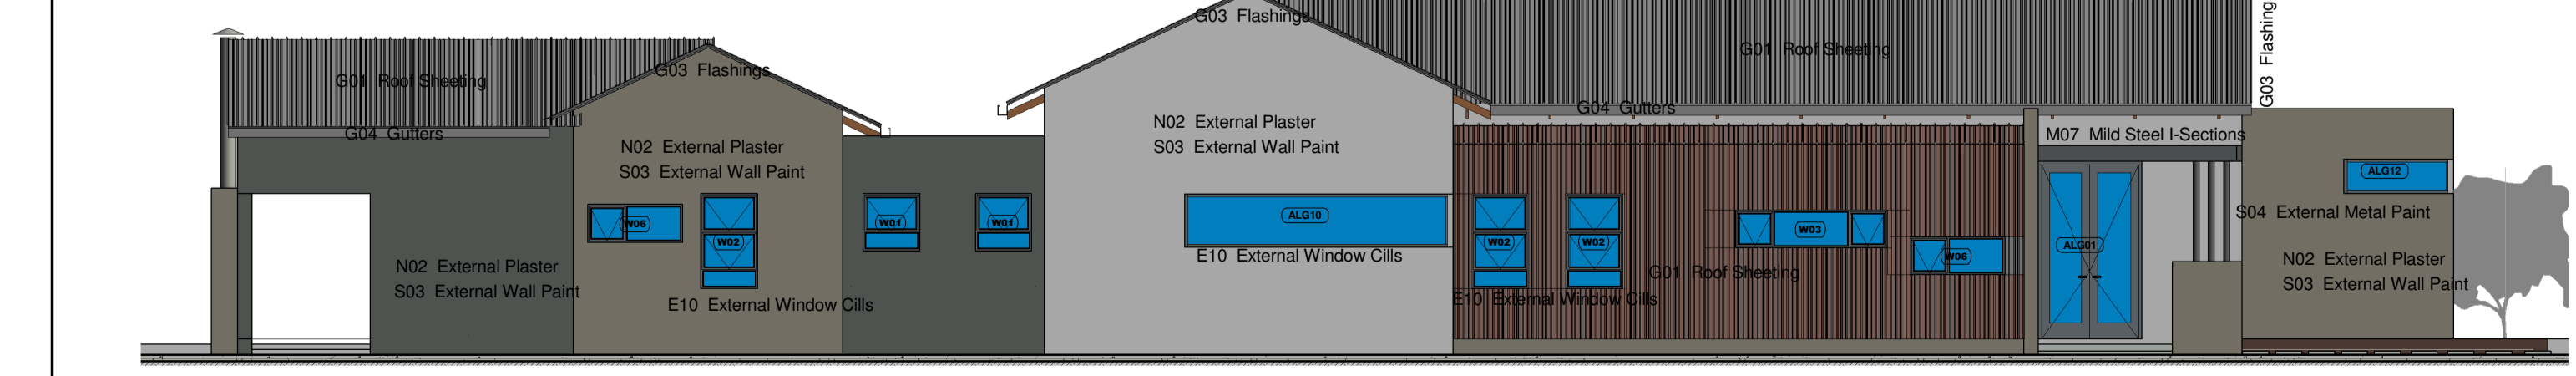 G03 Flashings
G03 Flashing
G01 Roof Sheeting
G03 Flashings
G01 Roof Sheeting
G04 Gutters
G04 Gutters
N02 External Plaster
S03 External Wall Paint
N02 External Plaster
S03 External Wall Paint
M07 Mild Steel I-Sections
ALG12
W06
W02
W01
W01
ALG10
W02
W02
W03
W06
ALG01
S04 External Metal Paint
E10 External Window Cills
N02 External Plaster
S03 External Wall Paint
G01 Roof Sheeting
N02 External Plaster
S03 External Wall Paint
E10 External Window Cills
E10 External Window Cills